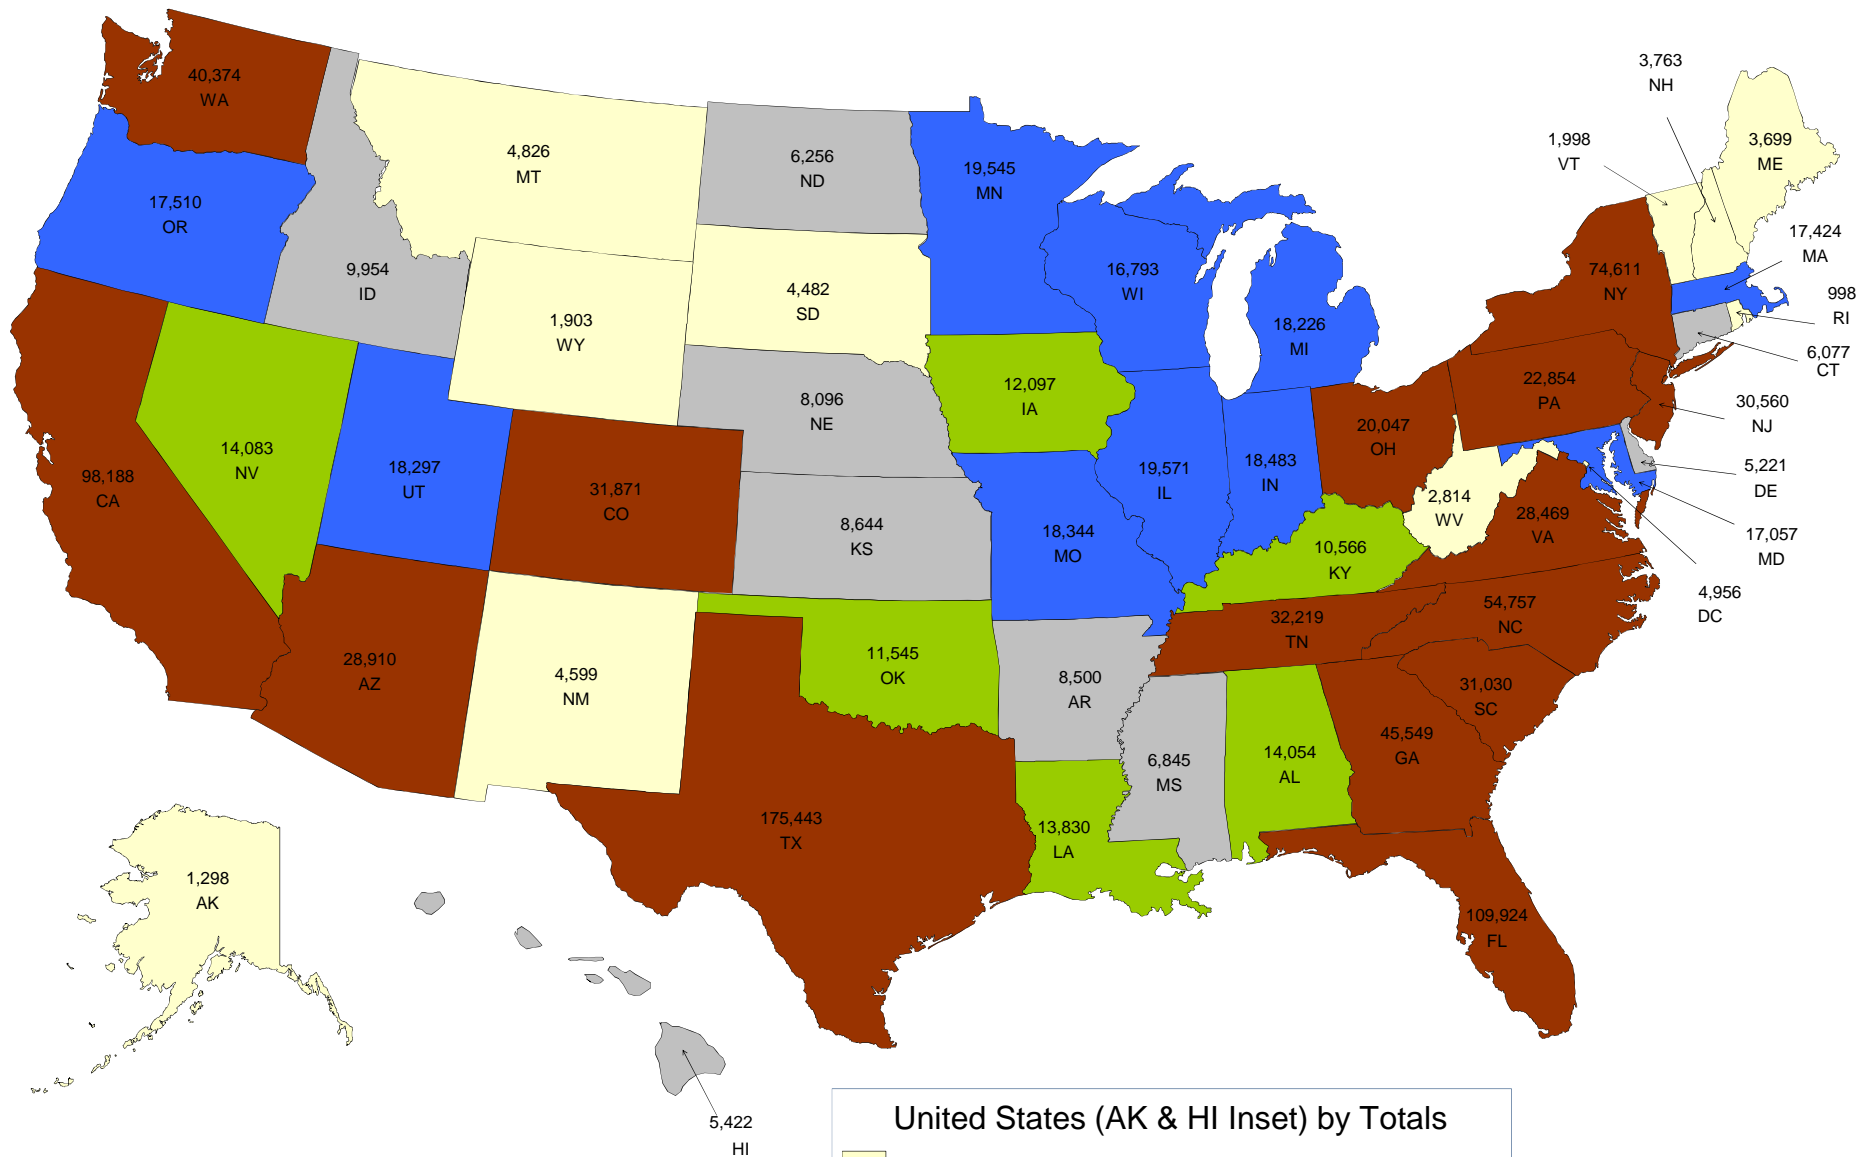 40,374
WA
3,763
NH
1,998
VT
3,699
ME
4,826
MT
6,256
ND
19,545
MN
17,510
OR
17,424
MA
9,954
ID
16,793
WI
74,611
NY
998
RI
4,482
SD
1,903
WY
18,226
MI
6,077
CT
12,097
IA
22,854
PA
8,096
NE
30,560
NJ
14,083
NV
20,047
OH
98,188
CA
18,297
UT
31,871
CO
19,571
IL
18,483
IN
5,221
DE
2,814
WV
28,469
VA
8,644
KS
18,344
MO
17,057
MD
10,566
KY
4,956
DC
54,757
NC
32,219
TN
28,910
AZ
4,599
NM
11,545
OK
8,500
AR
31,030
SC
45,549
GA
6,845
MS
14,054
AL
175,443
TX
13,830
LA
1,298
AK
109,924
FL
5,422
HI
United States (AK & HI Inset) by Totals